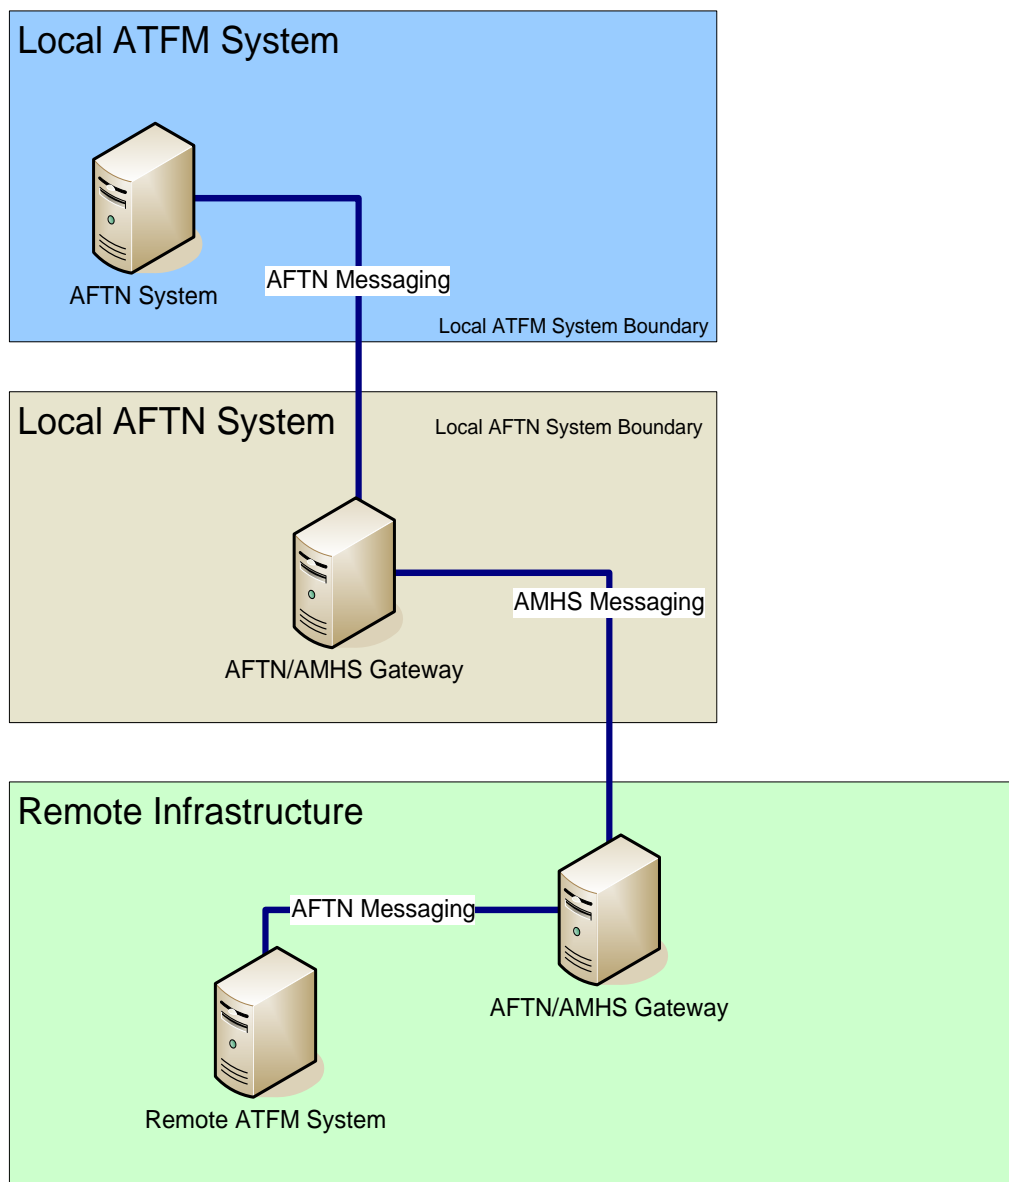 Local ATFM System
AFTN System
AFTN Messaging
Local ATFM System Boundary
Local AFTN System
Local AFTN System Boundary
AFTN/AMHS Gateway
AMHS Messaging
Remote Infrastructure
AFTN Messaging
AFTN/AMHS Gateway
Remote ATFM System